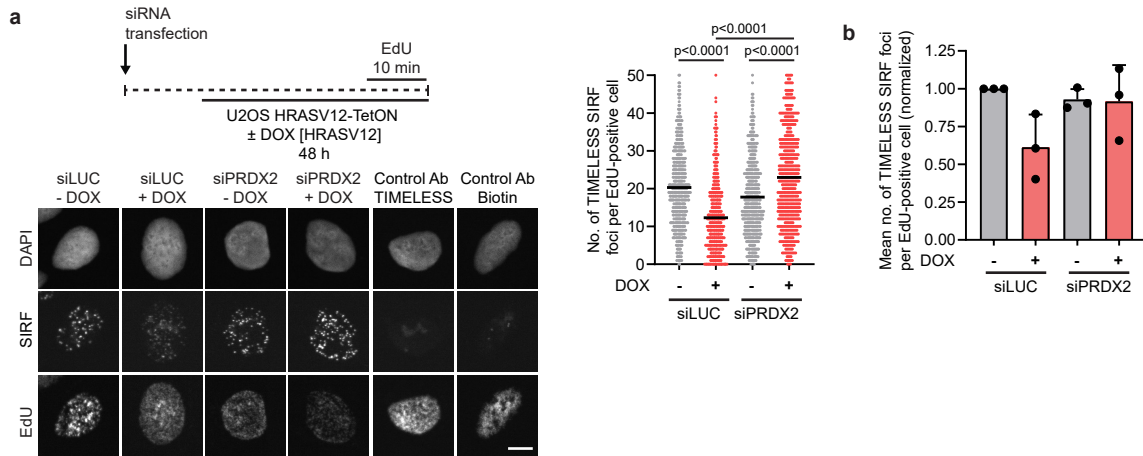 a
siRNA
transfection
EdU
10 min
U2OS HRASV12-TetON
± DOX [HRASV12]
48 h
siLUC
- DOX
siLUC
+ DOX
siPRDX2
- DOX
siPRDX2
+ DOX
Control Ab
TIMELESS
Control Ab
Biotin
DAPI
SIRF
EdU
No. of TIMELESS SIRF
foci per EdU-positive cell
p<0.0001
p<0.0001 p<0.0001
50
40
30
20
10
0
DOX - + - +
siLUC siPRDX2
b
Mean no. of TIMELESS SIRF foci
per EdU-positive cell (normalized)
1.25
1.00
0.75
0.50
0.25
0.00
DOX - + - +
siLUC siPRDX2